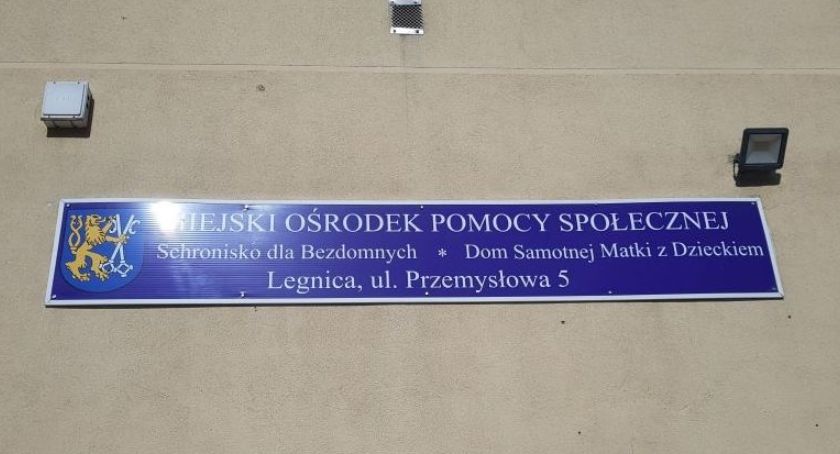 MIEJSKI OŚRODEK POMOCY SPOŁECZNEJ
Schronisko dla Bezdomnych * Dom Samotnej Matki z Dzieckiem
Legnica, ul. Przemysłowa 5